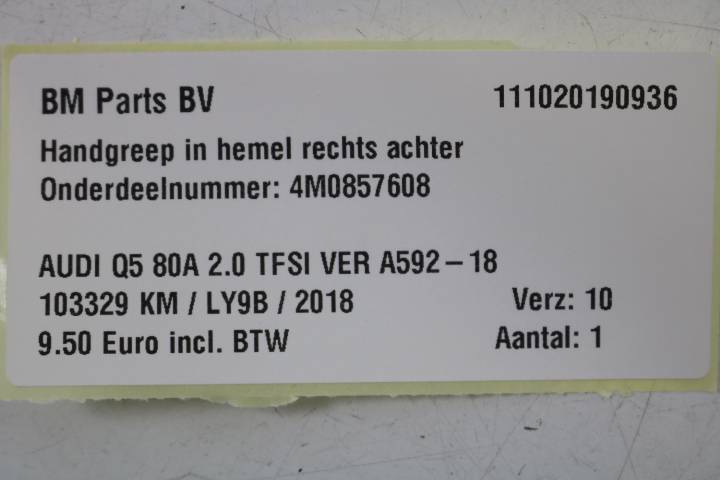 BM Parts BV 111020190936
Handgreep in hemel rechts achter
Onderdeelnummer: 4M0857608
AUDI Q5 80A 2.0 TFSI VER A592-18
103329 KM / LY9B / 2018 Verz: 10
9.50 Euro incl. BTW Aantal: 1